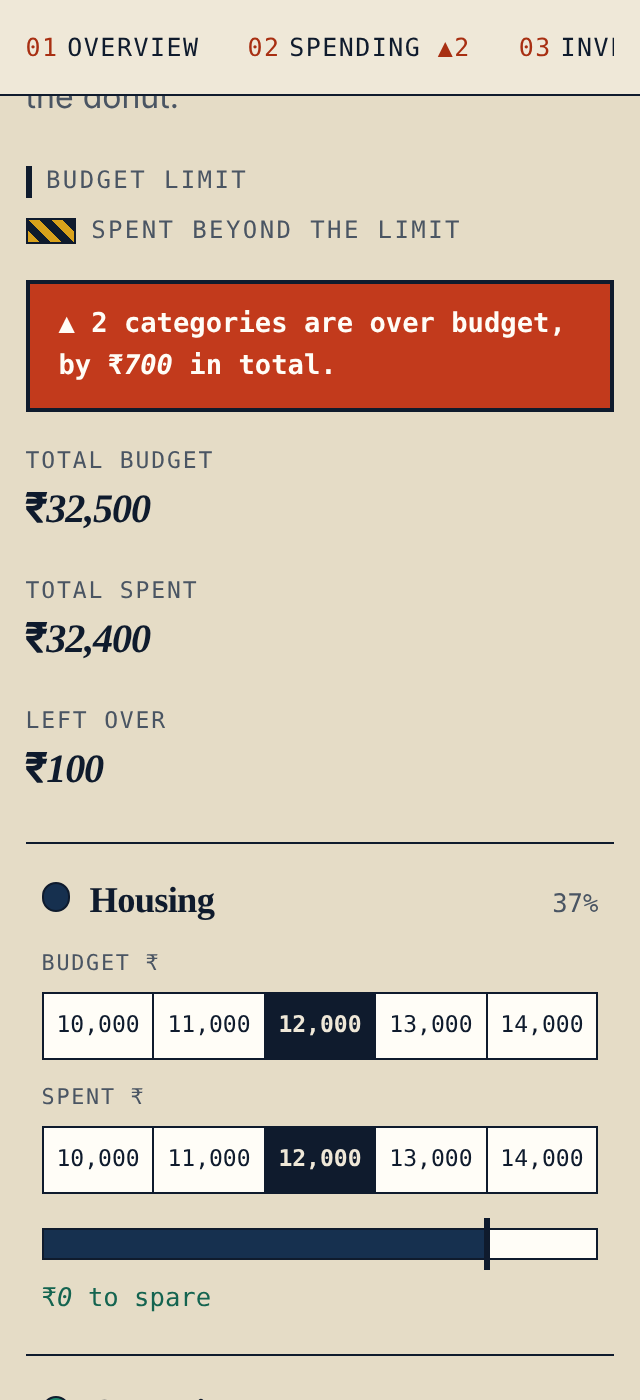 01 OVERVIEW 02 SPENDING ▲2 03
the donut.
BUDGET LIMIT
SPENT BEYOND THE LIMIT
▲ 2 categories are over budget,
by ₹700 in total.
TOTAL BUDGET
₹32,500
TOTAL SPENT
₹32,400
LEFT OVER
₹100
Housing 37%
BUDGET ₹
10,000 11,000 12,000 13,000 14,000
SPENT ₹
10,000 11,000 12,000 13,000 14,000
₹0 to spare